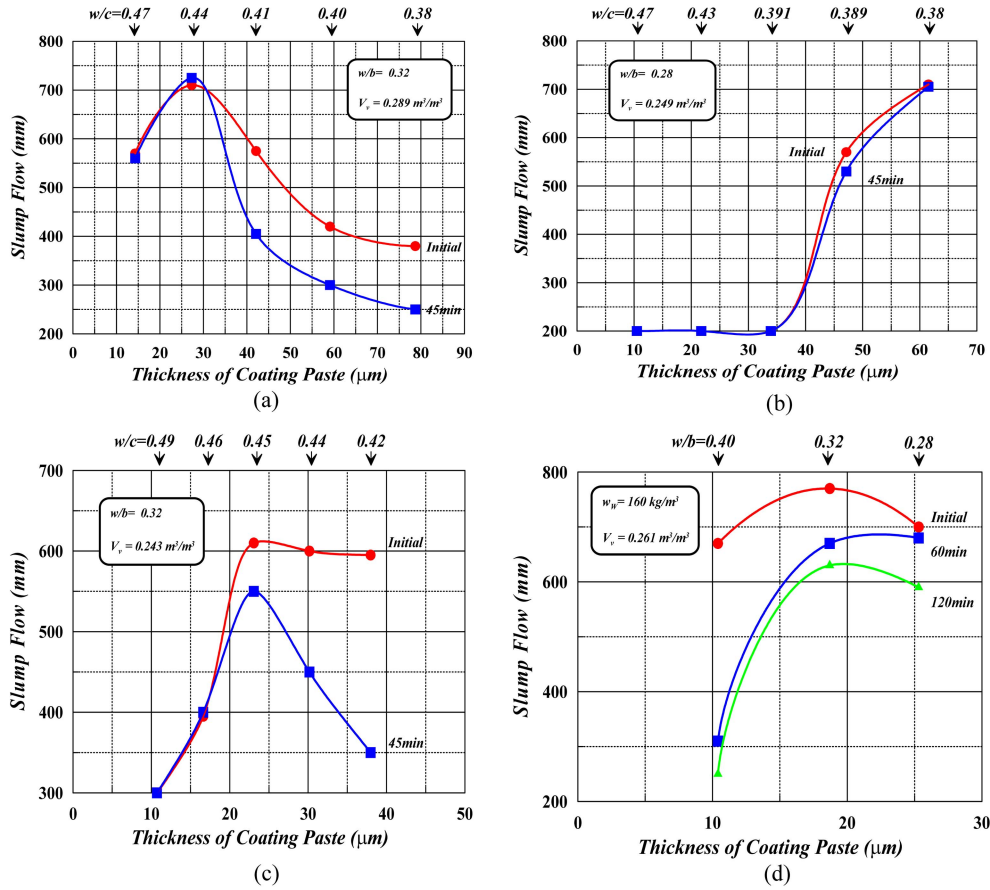 w/c=0.47 0.44 0.41 0.40 0.38
800
700
600
500
400
300
200
Slump Flow (mm)
w/b= 0.32
Vv = 0.289 m³/m³
Initial
45min
0 10 20 30 40 50 60 70 80 90
Thickness of Coating Paste (μm)
(a)
w/c=0.47 0.43 0.391 0.389 0.38
800
700
600
500
400
300
200
Slump Flow (mm)
w/b= 0.28
Vv = 0.249 m³/m³
Initial
45min
0 10 20 30 40 50 60 70
Thickness of Coating Paste (μm)
(b)
w/c=0.49 0.46 0.45 0.44 0.42
700
600
500
400
300
Slump Flow (mm)
w/b= 0.32
Vv = 0.243 m³/m³
Initial
45min
0 10 20 30 40 50
Thickness of Coating Paste (μm)
(c)
w/b=0.40 0.32 0.28
800
600
400
200
Slump Flow (mm)
wW= 160 kg/m³
Vv = 0.261 m³/m³
Initial
60min
120min
0 10 20 30
Thickness of Coating Paste (μm)
(d)